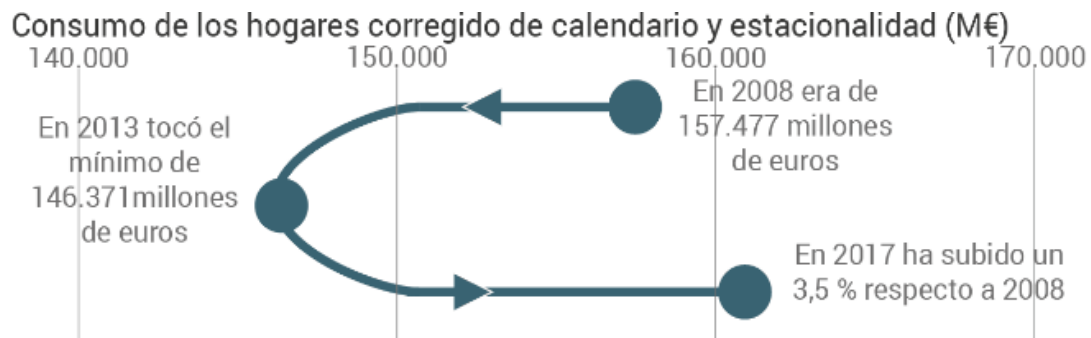 Consumo de los hogares corregido de calendario y estacionalidad (M€)
140.000 150.000 160.000 170.000
En 2008 era de
157.477 millones
de euros
En 2013 tocó el
mínimo de
146.371millones
de euros
En 2017 ha subido un
3,5 % respecto a 2008